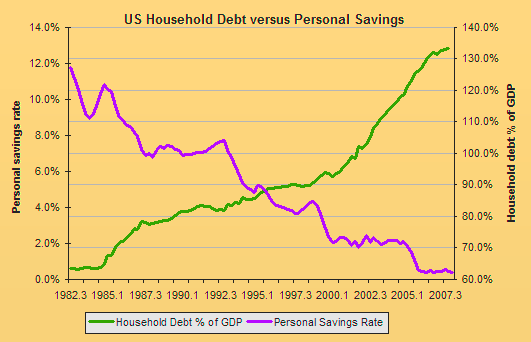 US Household Debt versus Personal Savings
14.0% 140.0%
12.0% 130.0%
10.0% 120.0%
8.0% 110.0%
6.0% 100.0%
4.0% 90.0%
2.0% 80.0%
0.0% 70.0%
60.0%
Personal savings rate
Household debt % of GDP
1982.3 1985.1 1987.3 1990.1 1992.3 1995.1 1997.3 2000.1 2002.3 2005.1 2007.3
Household Debt % of GDP Personal Savings Rate